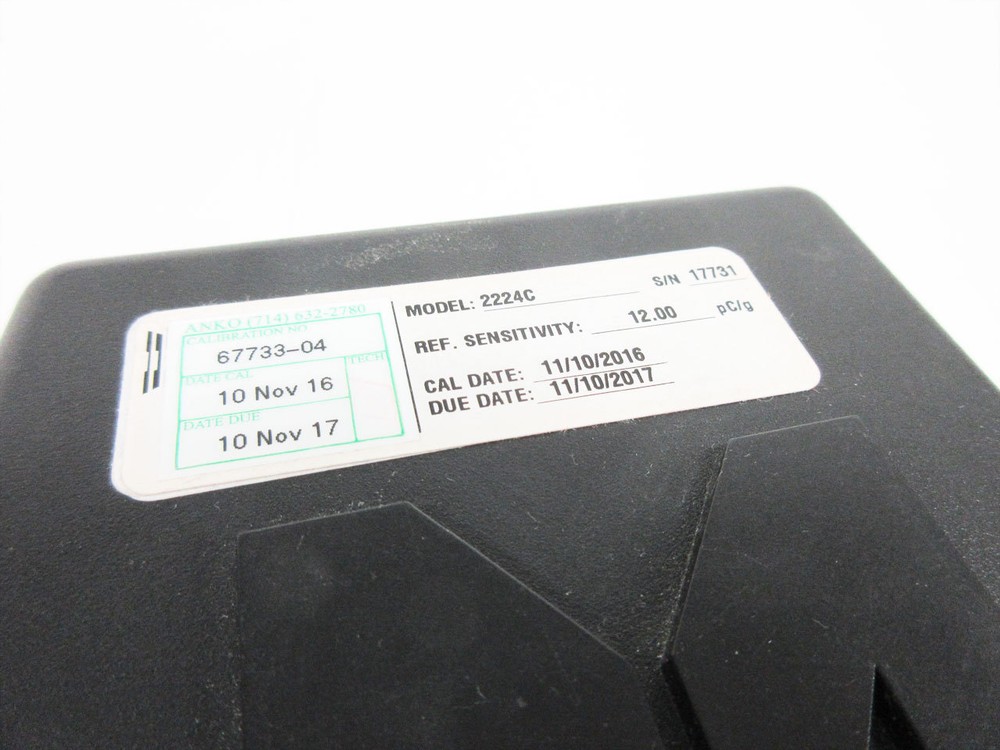 ANKO (714) 632-2780
CALIBRATION NO.
67733-04
DATE CAL
TECH
10 Nov 16
DATE DUE
10 Nov 17
MODEL: 2224C
S/N 17731
REF. SENSITIVITY: 12.00 pC/g
CAL DATE: 11/10/2016
DUE DATE: 11/10/2017